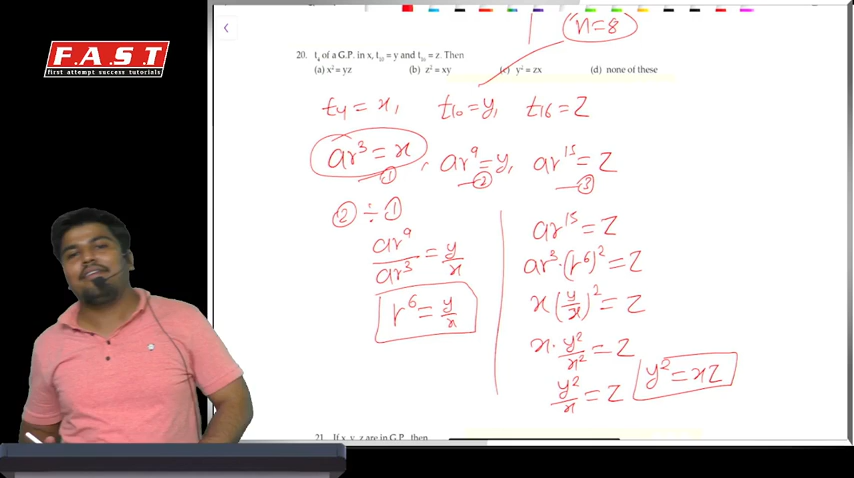 F.A.S.T
first attempt success tutorials
n=8
20. t₄ of a G.P. in x, t₁₀ = y and t₁₆ = z. Then
(a) x² = yz (b) z² = xy (c) y² = zx (d) none of these
t₄ = x, t₁₀ = y, t₁₆ = z
ar³ = x, ar⁹ = y, ar¹⁵ = z
① ② ③
② ÷ ①
ar⁹/ar³ = y/x
r⁶ = y/x
ar¹⁵ = z
ar³·(r⁶)² = z
x(y/x)² = z
x·y²/x² = z
y²/x = z
y² = xz
21. If x, y, z are in G.P., then